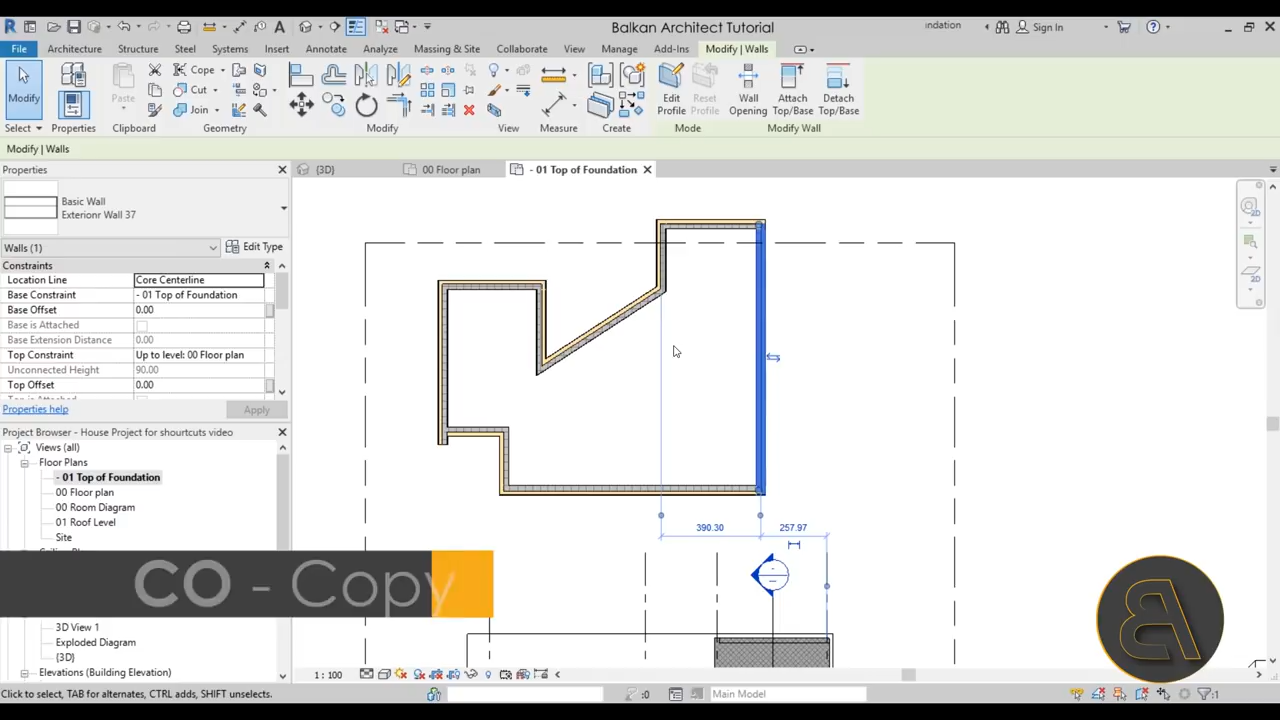 Balkan Architect Tutorial
ndation
Sign In
File
Architecture
Structure
Steel
Systems
Insert
Annotate
Analyze
Massing & Site
Collaborate
View
Manage
Add-Ins
Modify | Walls
Modify
Properties
Paste
Cope
Cut
Join
Edit Profile
Reset Profile
Wall Opening
Attach Top/Base
Detach Top/Base
Select
Properties
Clipboard
Geometry
Modify
View
Measure
Create
Mode
Modify Wall
Modify | Walls
Properties
{3D}
00 Floor plan
- 01 Top of Foundation
Basic Wall
Exterionr Wall 37
Walls (1)
Edit Type
Constraints
Location Line Core Centerline
Base Constraint - 01 Top of Foundation
Base Offset 0.00
Base is Attached
Base Extension Distance 0.00
Top Constraint Up to level: 00 Floor plan
Unconnected Height 90.00
Top Offset 0.00
Properties help
Apply
Project Browser - House Project for shourtcuts video
Views (all)
Floor Plans
- 01 Top of Foundation
00 Floor plan
00 Room Diagram
01 Roof Level
Site
390.30
257.97
CO - Copy
3D View 1
Exploded Diagram
{3D}
Elevations (Building Elevation)
1 : 100
Click to select, TAB for alternates, CTRL adds, SHIFT unselects.
:0
Main Model
:1